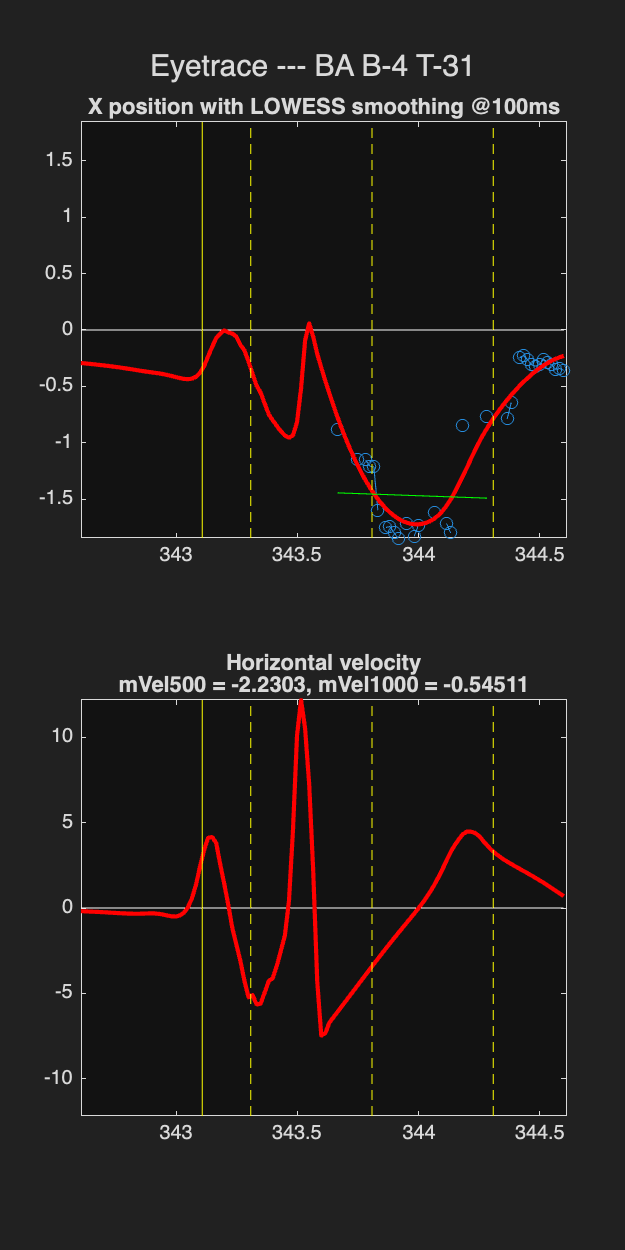 Eyetrace --- BA B-4 T-31
X position with LOWESS smoothing @100ms
1.5
1
0.5
0
-0.5
-1
-1.5
343 343.5 344 344.5
Horizontal velocity
mVel500 = -2.2303, mVel1000 = -0.54511
10
5
0
-5
-10
343 343.5 344 344.5